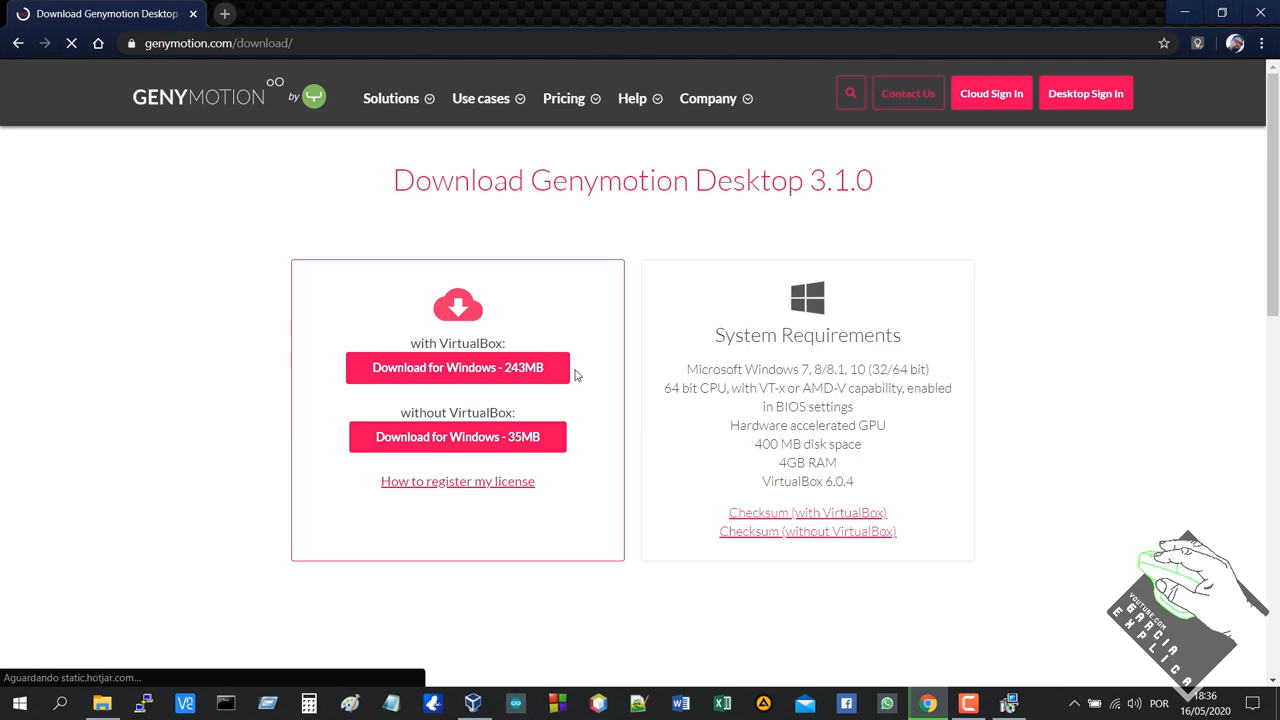 Download Genymotion Desktop
genymotion.com/download/
GENYMOTION by
Solutions
Use cases
Pricing
Help
Company
Contact Us
Cloud Sign In
Desktop Sign In
Download Genymotion Desktop 3.1.0
with VirtualBox:
Download for Windows - 243MB
without VirtualBox:
Download for Windows - 35MB
How to register my license
System Requirements
Microsoft Windows 7, 8/8.1, 10 (32/64 bit)
64 bit CPU, with VT-x or AMD-V capability, enabled
in BIOS settings
Hardware accelerated GPU
400 MB disk space
4GB RAM
VirtualBox 6.0.4
Checksum (with VirtualBox)
Checksum (without VirtualBox)
YOUTUBE.COM
GARCIA
EXPLICA
Aguardando static.hotjar.com...
POR
18:36
16/05/2020